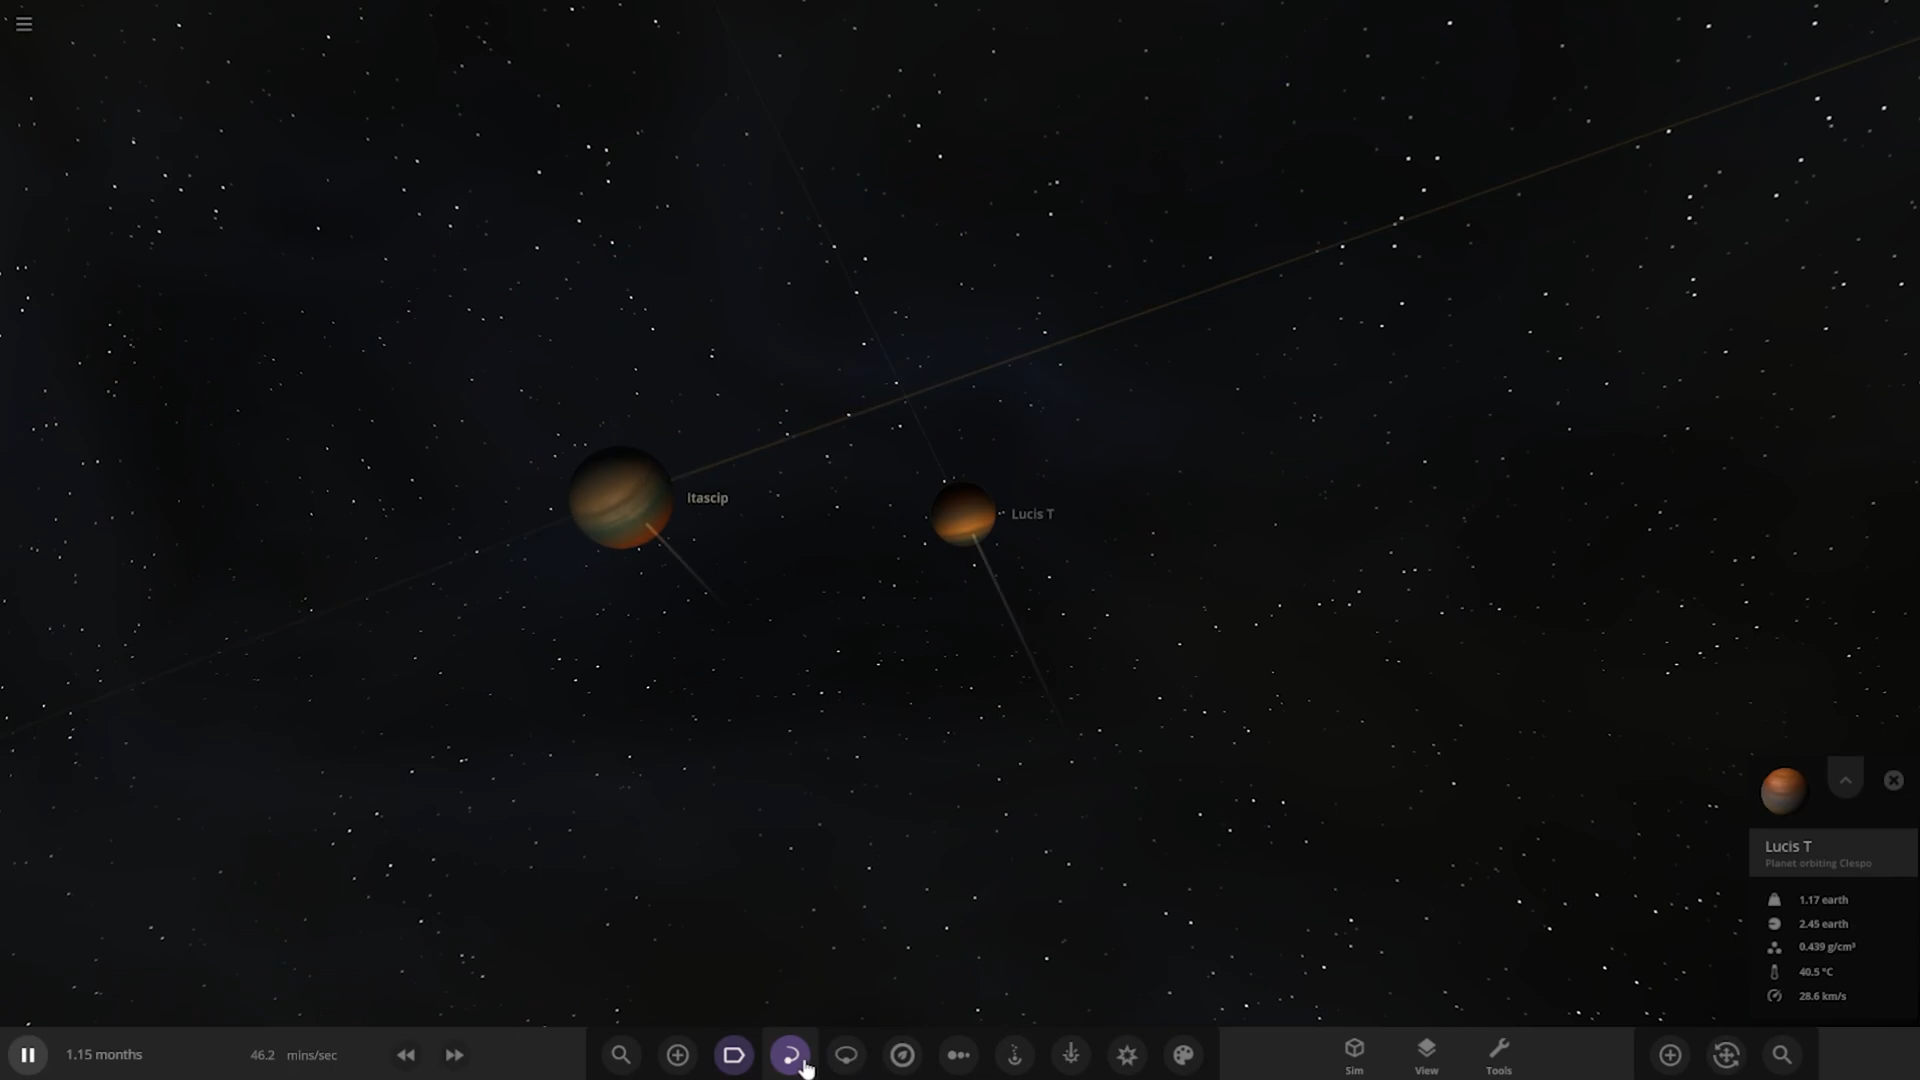 Itascip
Lucis T
Lucis T
Planet orbiting Clespo
1.17 earth
2.45 earth
0.439 g/cm³
40.5 °C
28.6 km/s
1.15 months
46.2 mins/sec
Sim
View
Tools